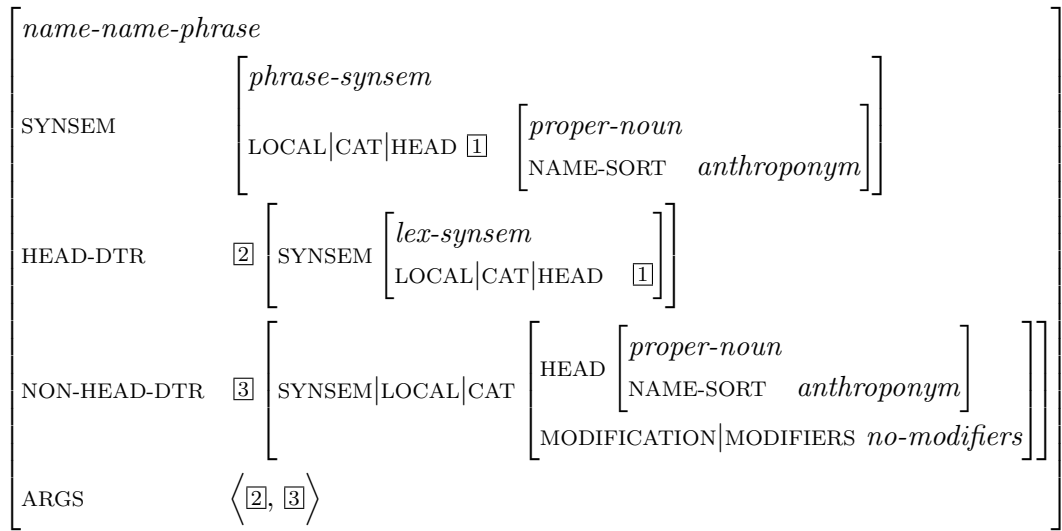 name-name-phrase
phrase-synsem
SYNSEM
LOCAL|CAT|HEAD 1
proper-noun
NAME-SORT anthroponym
HEAD-DTR 2 SYNSEM
lex-synsem
LOCAL|CAT|HEAD 1
NON-HEAD-DTR 3 SYNSEM|LOCAL|CAT
HEAD
proper-noun
NAME-SORT anthroponym
MODIFICATION|MODIFIERS no-modifiers
ARGS ⟨2, 3⟩